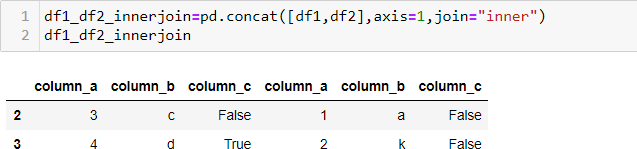 1 df1_df2_innerjoin=pd.concat([df1,df2],axis=1,join="inner")
2 df1_df2_innerjoin
column_a column_b column_c column_a column_b column_c
2 3 c False 1 a False
3 4 d True 2 k False